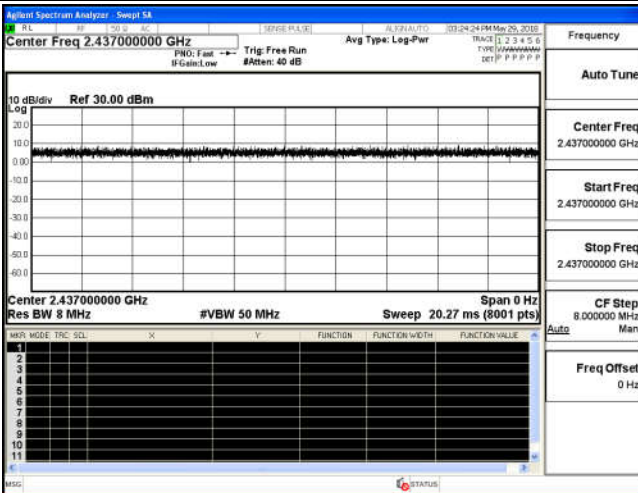 Agilent Spectrum Analyzer - Swept SA
RL RF 50 Ω AC SENSE:PULSE ALIGN AUTO 03:24:24 PM May 29, 2018
Center Freq 2.437000000 GHz
PNO: Fast
IFGain:Low
Trig: Free Run
#Atten: 40 dB
Avg Type: Log-Pwr
TRACE 1 2 3 4 5 6
TYPE
DET P P P P P P
10 dB/div
Log
Ref 30.00 dBm
20.0
10.0
0.00
-10.0
-20.0
-30.0
-40.0
-50.0
-60.0
Center 2.437000000 GHz Span 0 Hz
Res BW 8 MHz #VBW 50 MHz Sweep 20.27 ms (8001 pts)
MKR MODE TRC SCL X Y FUNCTION FUNCTION WIDTH FUNCTION VALUE
1
2
3
4
5
6
7
8
9
10
11
MSG STATUS
Frequency
Auto Tune
Center Freq
2.437000000 GHz
Start Freq
2.437000000 GHz
Stop Freq
2.437000000 GHz
CF Step
8.000000 MHz
Auto Man
Freq Offset
0 Hz